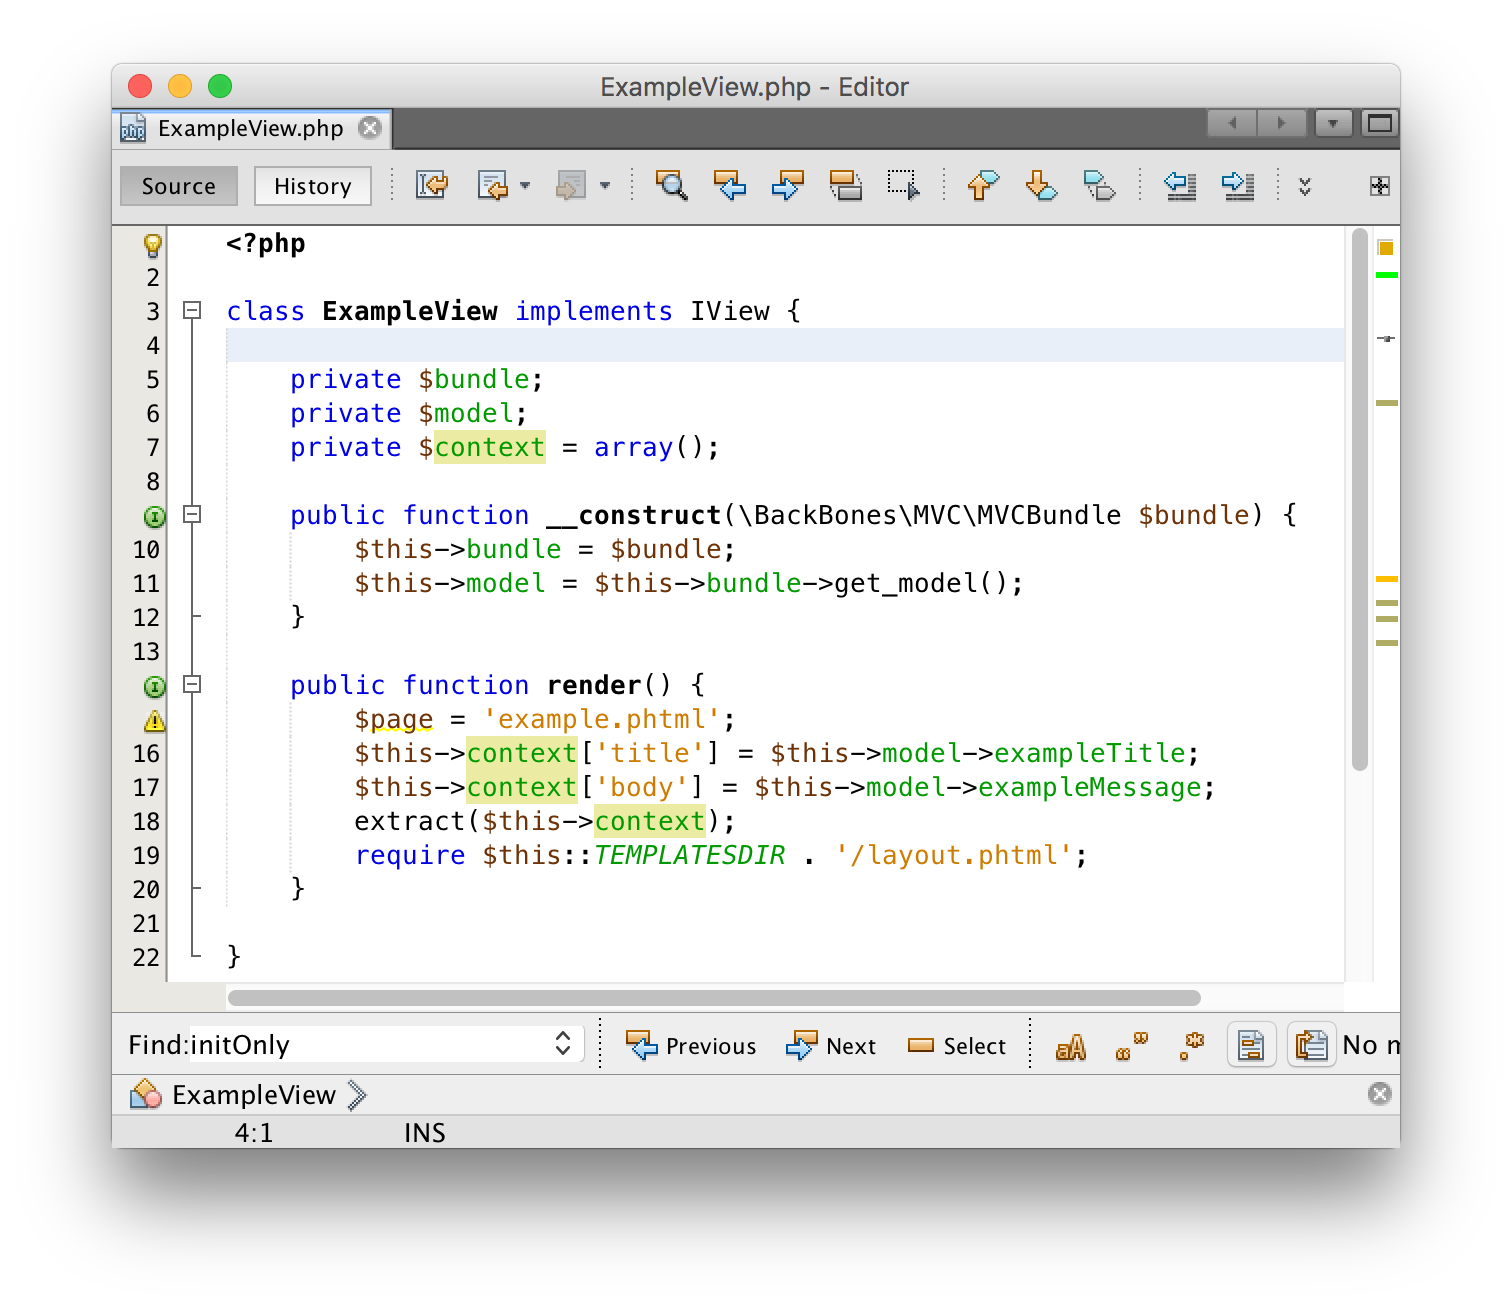 ExampleView.php - Editor
ExampleView.php
Source History
<?php
2
3 class ExampleView implements IView {
4
5 private $bundle;
6 private $model;
7 private $context = array();
8
public function __construct(\BackBones\MVC\MVCBundle $bundle) {
10 $this->bundle = $bundle;
11 $this->model = $this->bundle->get_model();
12 }
13
public function render() {
$page = 'example.phtml';
16 $this->context['title'] = $this->model->exampleTitle;
17 $this->context['body'] = $this->model->exampleMessage;
18 extract($this->context);
19 require $this::TEMPLATESDIR . '/layout.phtml';
20 }
21
22 }
Find: initOnly Previous Next Select No
ExampleView
4:1 INS